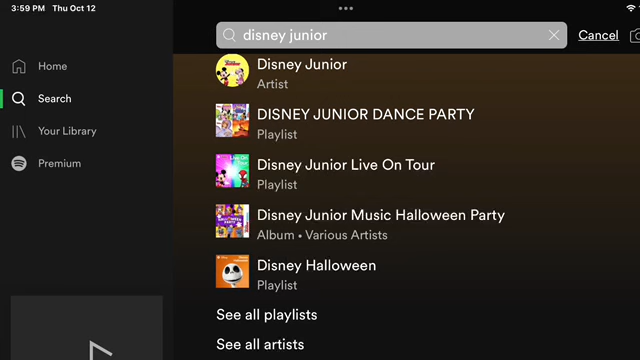 3:59 PM Thu Oct 12
disney junior
Cancel
Home
Search
Your Library
Premium
Disney Junior
Artist
DISNEY JUNIOR DANCE PARTY
Playlist
Disney Junior Live On Tour
Playlist
Disney Junior Music Halloween Party
Album • Various Artists
Disney Halloween
Playlist
See all playlists
See all artists